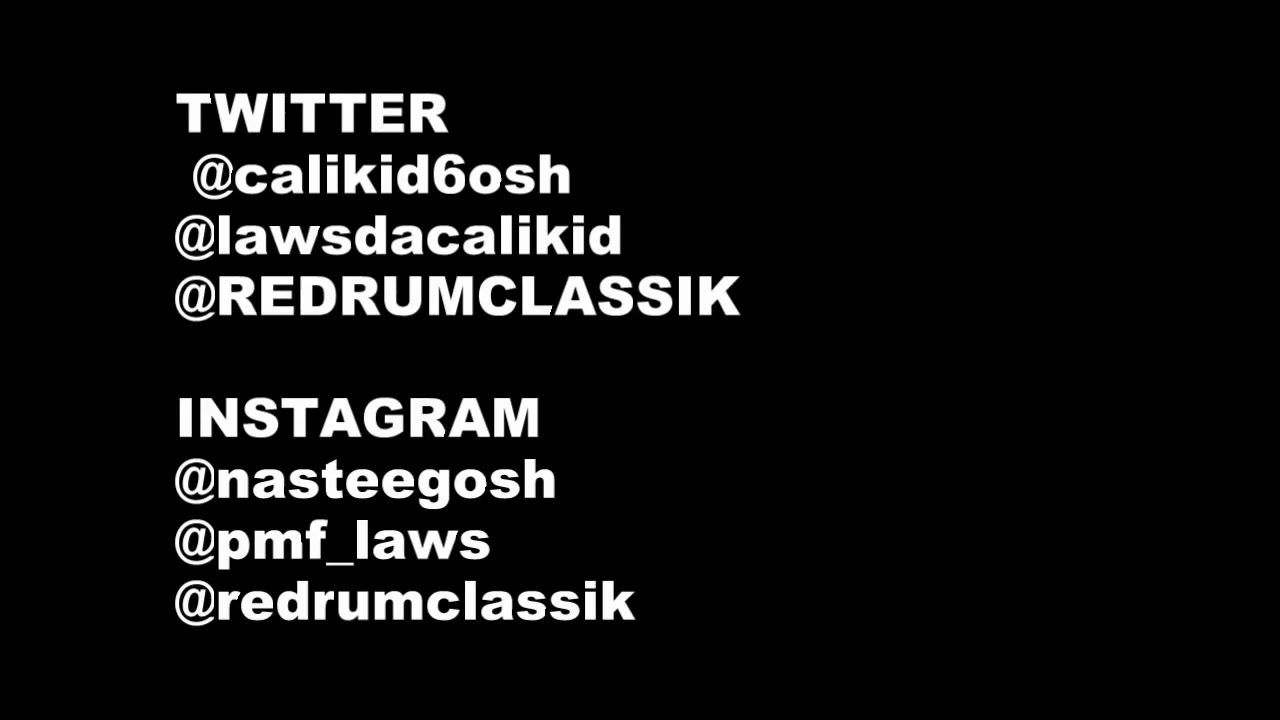 TWITTER
@calikid6osh
@lawsdacalikid
@REDRUMCLASSIK
INSTAGRAM
@nasteegosh
@pmf_laws
@redrumclassik